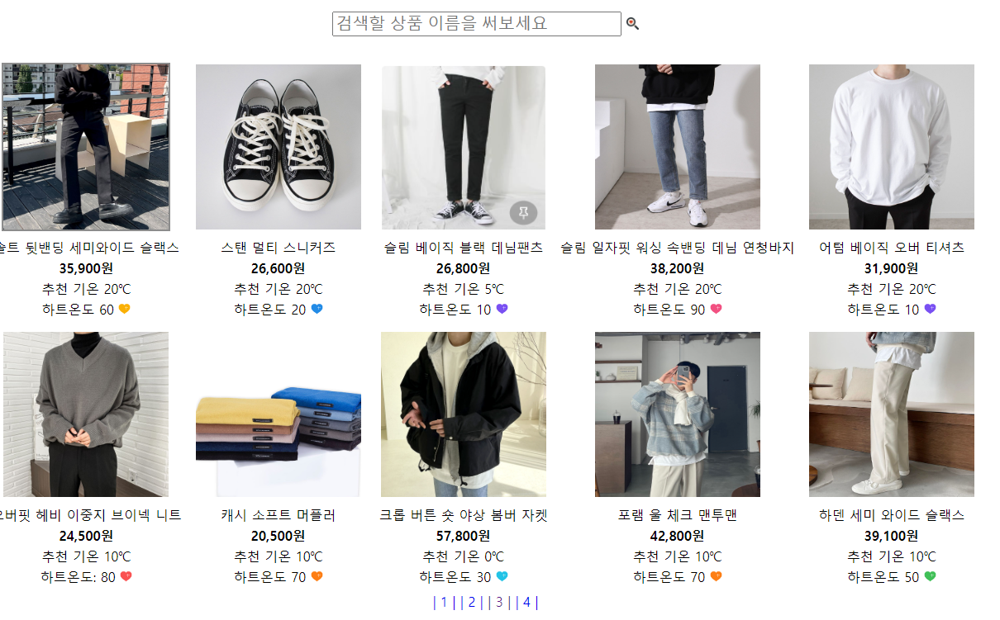 검색할 상품 이름을 써보세요
솔트 뒷밴딩 세미와이드 슬랙스
35,900원
추천 기온 20℃
하트온도 60
스탠 멀티 스니커즈
26,600원
추천 기온 20℃
하트온도 20
슬림 베이직 블랙 데님팬츠
26,800원
추천 기온 5℃
하트온도 10
슬림 일자핏 워싱 속밴딩 데님 연청바지
38,200원
추천 기온 20℃
하트온도 90
어텀 베이직 오버 티셔츠
31,900원
추천 기온 20℃
하트온도 10
오버핏 헤비 이중지 브이넥 니트
24,500원
추천 기온 10℃
하트온도: 80
캐시 소프트 머플러
20,500원
추천 기온 10℃
하트온도 70
크롭 버튼 숏 야상 봄버 자켓
57,800원
추천 기온 0℃
하트온도 30
포램 울 체크 맨투맨
42,800원
추천 기온 10℃
하트온도 70
하덴 세미 와이드 슬랙스
39,100원
추천 기온 10℃
하트온도 50
| 1 | | 2 | | 3 | | 4 |